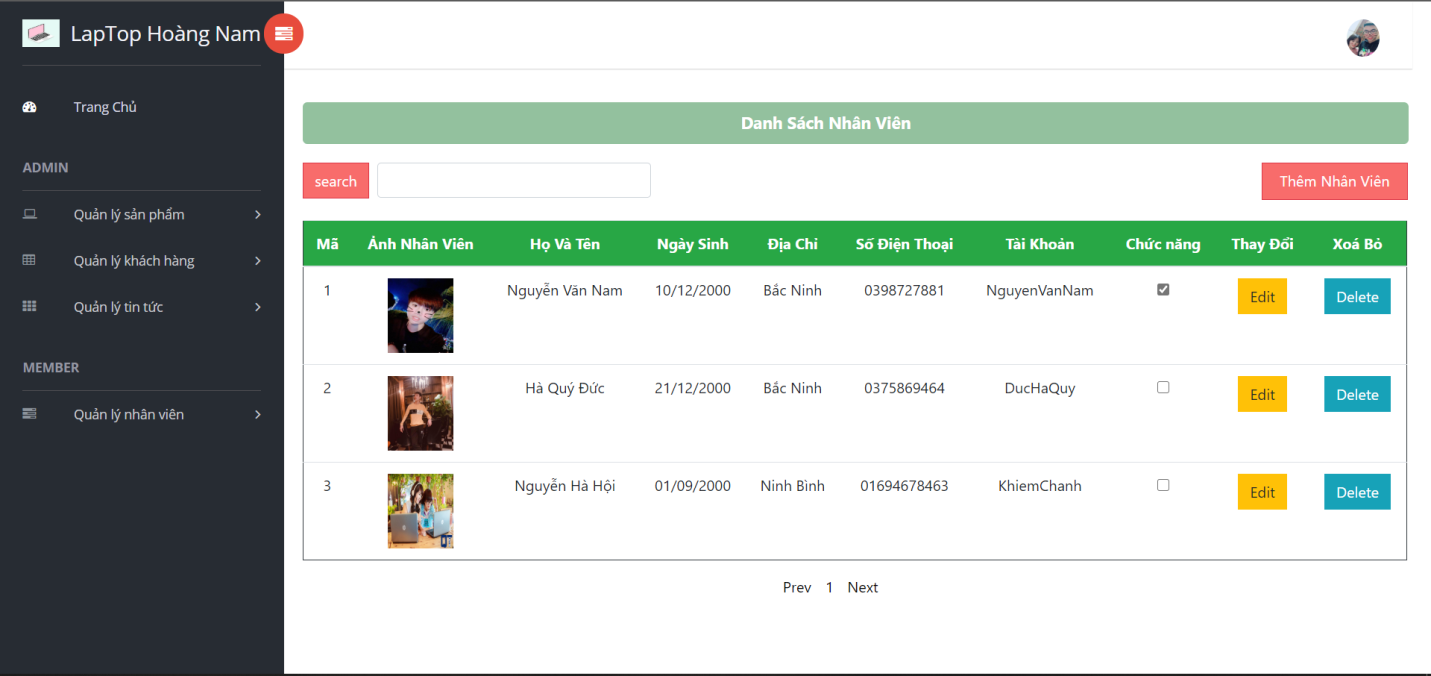 LapTop Hoàng Nam
Trang Chủ
ADMIN
Quản lý sản phẩm
Quản lý khách hàng
Quản lý tin tức
MEMBER
Quản lý nhân viên
Danh Sách Nhân Viên
search
Thêm Nhân Viên
Mã Ảnh Nhân Viên Họ Và Tên Ngày Sinh Địa Chỉ Số Điện Thoại Tài Khoản Chức năng Thay Đổi Xoá Bỏ
1 Nguyễn Văn Nam 10/12/2000 Bắc Ninh 0398727881 NguyenVanNam Edit Delete
2 Hà Quý Đức 21/12/2000 Bắc Ninh 0375869464 DucHaQuy Edit Delete
3 Nguyễn Hà Hội 01/09/2000 Ninh Bình 01694678463 KhiemChanh Edit Delete
Prev 1 Next